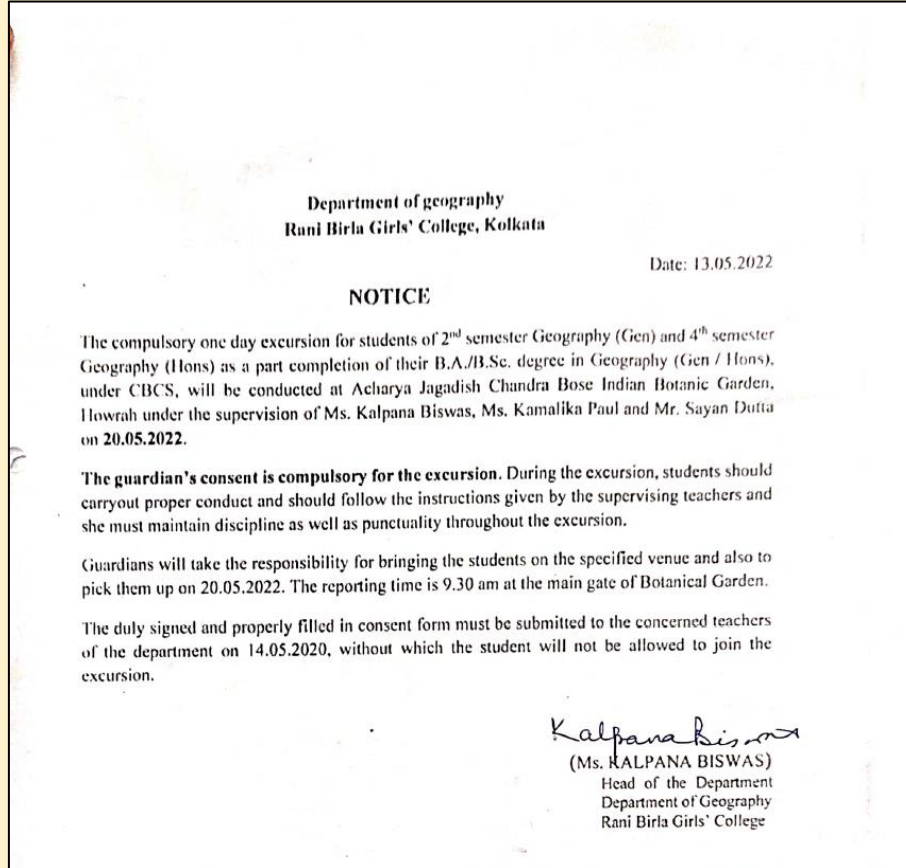 Department of geography
Rani Birla Girls' College, Kolkata
Date: 13.05.2022
NOTICE
The compulsory one day excursion for students of 2nd semester Geography (Gen) and 4th semester
Geography (Hons) as a part completion of their B.A./B.Sc. degree in Geography (Gen / Hons),
under CBCS, will be conducted at Acharya Jagadish Chandra Bose Indian Botanic Garden,
Howrah under the supervision of Ms. Kalpana Biswas, Ms. Kamalika Paul and Mr. Sayan Dutta
on 20.05.2022.
The guardian's consent is compulsory for the excursion. During the excursion, students should
carryout proper conduct and should follow the instructions given by the supervising teachers and
she must maintain discipline as well as punctuality throughout the excursion.
Guardians will take the responsibility for bringing the students on the specified venue and also to
pick them up on 20.05.2022. The reporting time is 9.30 am at the main gate of Botanical Garden.
The duly signed and properly filled in consent form must be submitted to the concerned teachers
of the department on 14.05.2020, without which the student will not be allowed to join the
excursion.
Kalpana Biswas
(Ms. KALPANA BISWAS)
Head of the Department
Department of Geography
Rani Birla Girls' College